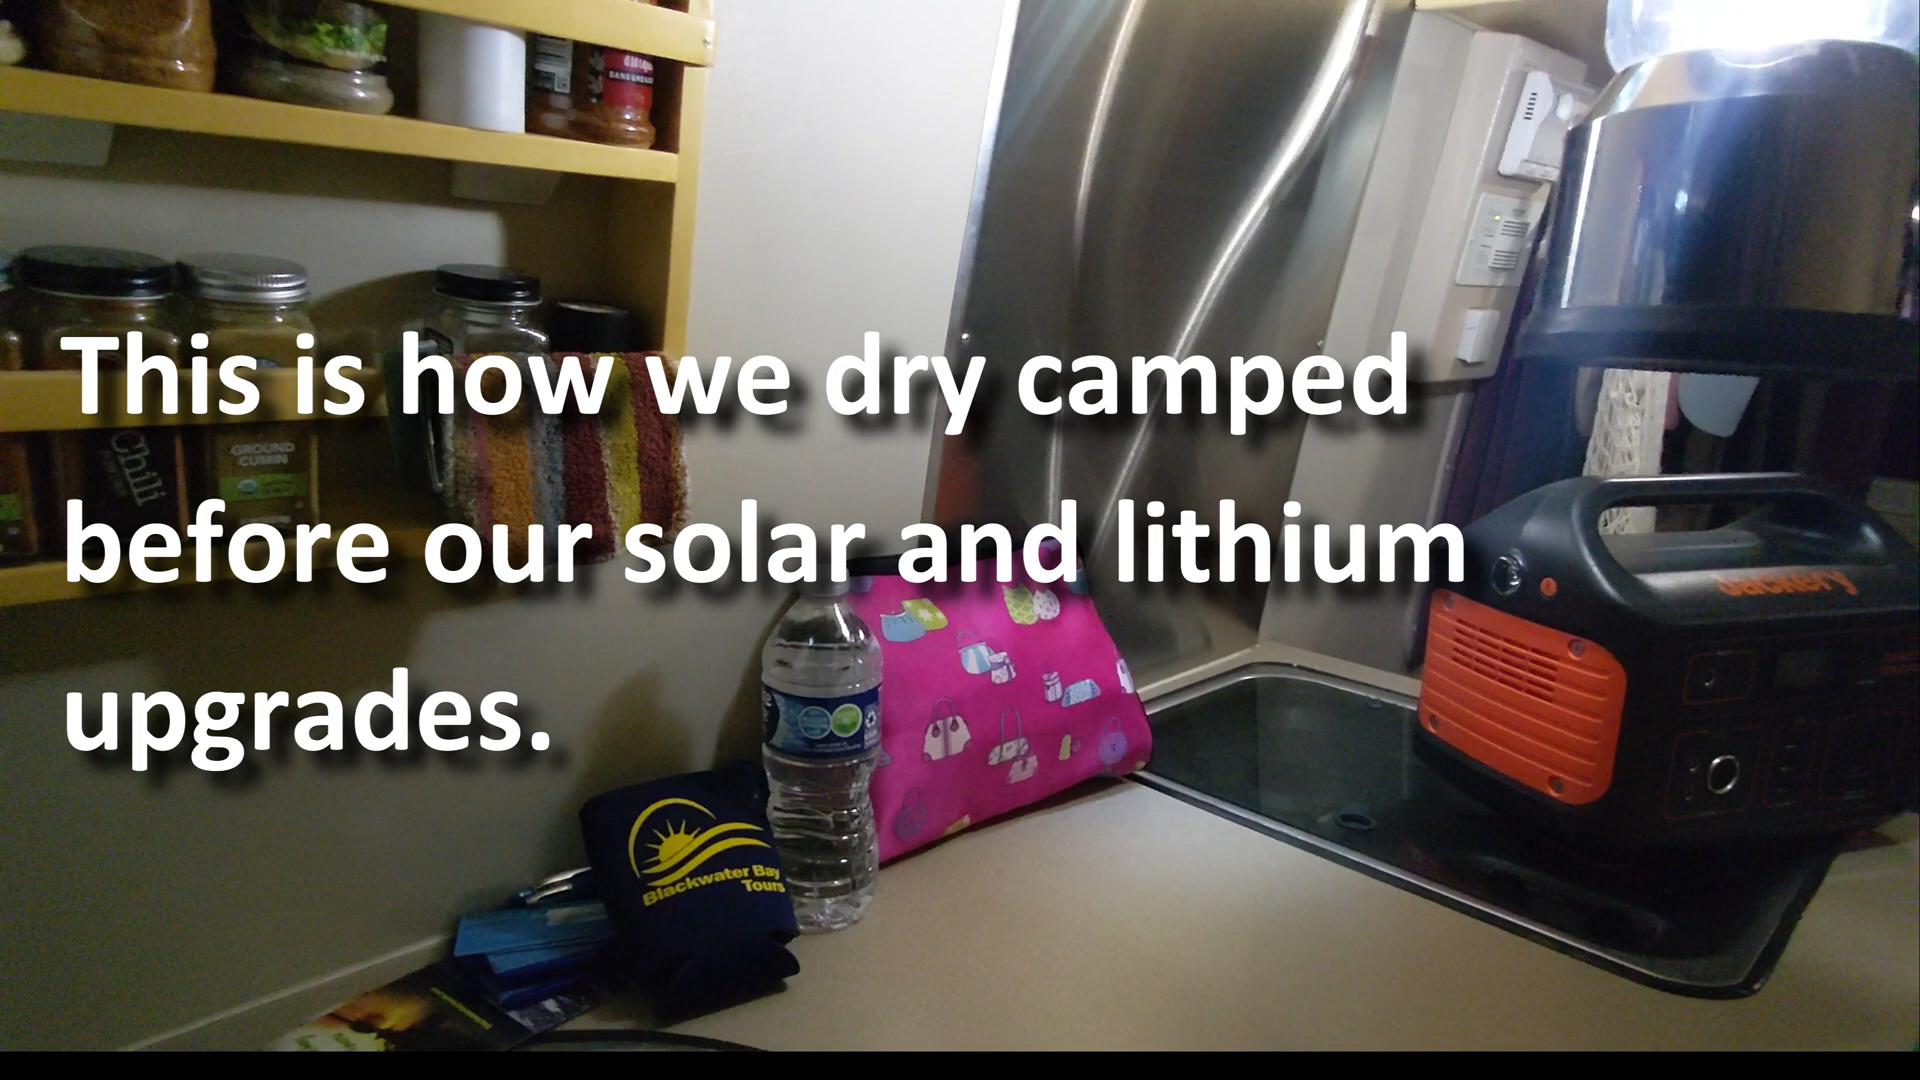 This is how we dry camped
before our solar and lithium
upgrades.
Chili
GROUND
CUMIN
Jackery
Blackwater Bay
Tours